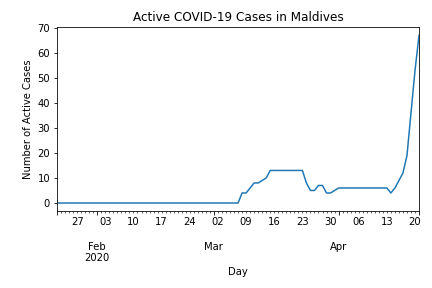 Active COVID-19 Cases in Maldives
Number of Active Cases
70
60
50
40
30
20
10
0
27 03 10 17 24 02 09 16 23 30 06 13 20
Feb Mar Apr
2020
Day